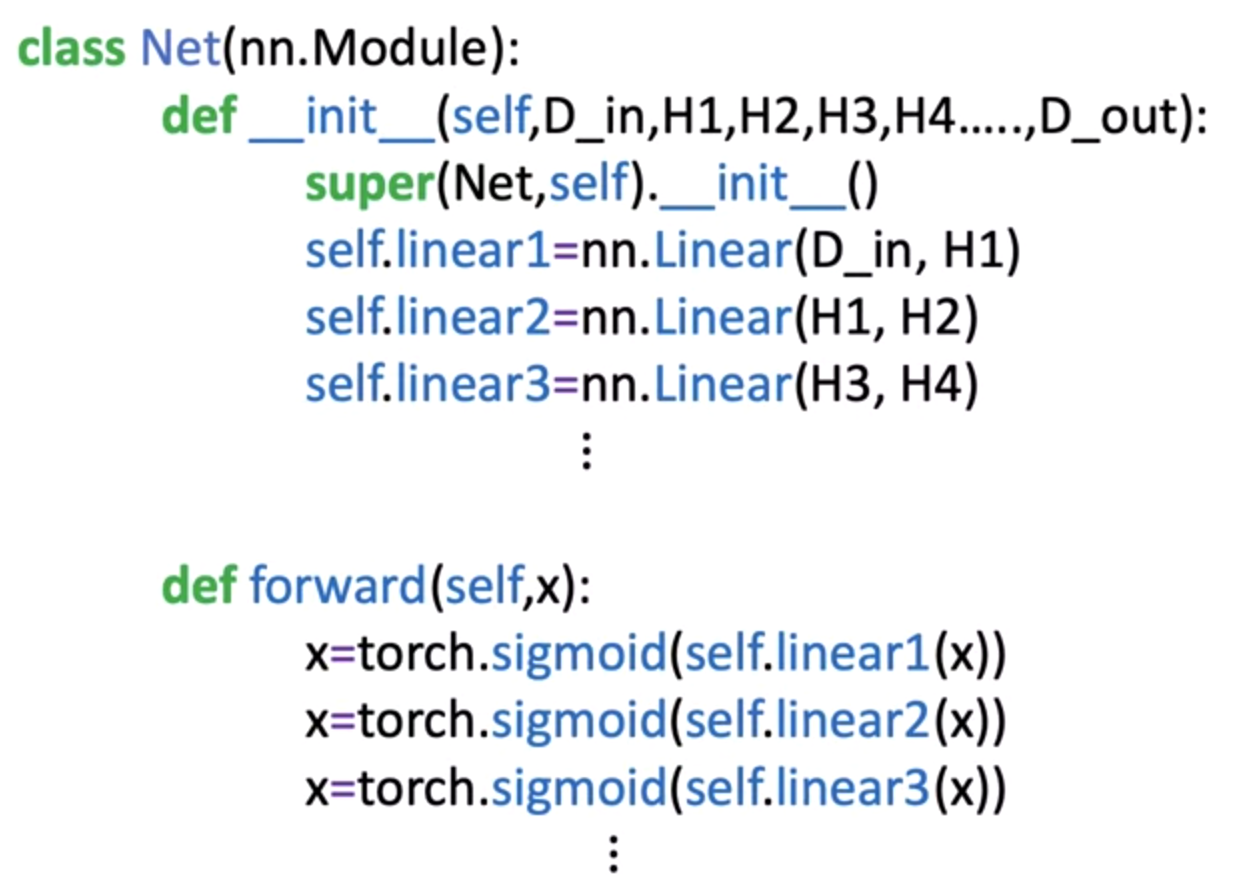 class Net(nn.Module):
def __init__(self,D_in,H1,H2,H3,H4.....,D_out):
super(Net,self).__init__()
self.linear1=nn.Linear(D_in, H1)
self.linear2=nn.Linear(H1, H2)
self.linear3=nn.Linear(H3, H4)
⋮
def forward(self,x):
x=torch.sigmoid(self.linear1(x))
x=torch.sigmoid(self.linear2(x))
x=torch.sigmoid(self.linear3(x))
⋮